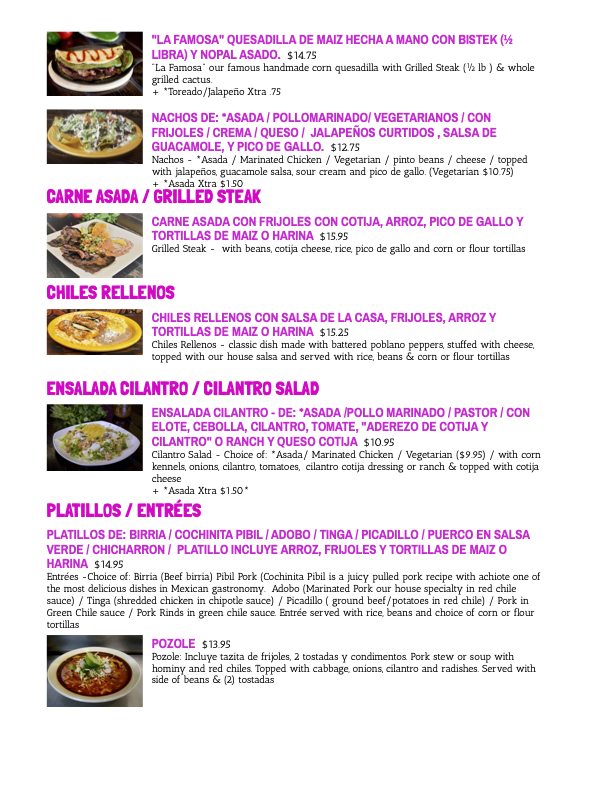 "LA FAMOSA" QUESADILLA DE MAIZ HECHA A MANO CON BISTEK (½
LIBRA) Y NOPAL ASADO. $14.75
"La Famosa" our famous handmade corn quesadilla with Grilled Steak (½ lb ) & whole
grilled cactus.
+ *Toreado/Jalapeño Xtra .75
NACHOS DE: *ASADA / POLLOMARINADO/ VEGETARIANOS / CON
FRIJOLES / CREMA / QUESO / JALAPEÑOS CURTIDOS , SALSA DE
GUACAMOLE, Y PICO DE GALLO. $12.75
Nachos - *Asada / Marinated Chicken / Vegetarian / pinto beans / cheese / topped
with jalapeños, guacamole salsa, sour cream and pico de gallo. (Vegetarian $10.75)
+ *Asada Xtra $1.50
CARNE ASADA / GRILLED STEAK
CARNE ASADA CON FRIJOLES CON COTIJA, ARROZ, PICO DE GALLO Y
TORTILLAS DE MAIZ O HARINA $15.95
Grilled Steak - with beans, cotija cheese, rice, pico de gallo and corn or flour tortillas
CHILES RELLENOS
CHILES RELLENOS CON SALSA DE LA CASA, FRIJOLES, ARROZ Y
TORTILLAS DE MAIZ O HARINA $15.25
Chiles Rellenos - classic dish made with battered poblano peppers, stuffed with cheese,
topped with our house salsa and served with rice, beans & corn or flour tortillas
ENSALADA CILANTRO / CILANTRO SALAD
ENSALADA CILANTRO - DE: *ASADA /POLLO MARINADO / PASTOR / CON
ELOTE, CEBOLLA, CILANTRO, TOMATE, "ADEREZO DE COTIJA Y
CILANTRO" O RANCH Y QUESO COTIJA $10.95
Cilantro Salad - Choice of: *Asada/ Marinated Chicken / Vegetarian ($9.95) / with corn
kennels, onions, cilantro, tomatoes, cilantro cotija dressing or ranch & topped with cotija
cheese
+ *Asada Xtra $1.50*
PLATILLOS / ENTRÉES
PLATILLOS DE: BIRRIA / COCHINITA PIBIL / ADOBO / TINGA / PICADILLO / PUERCO EN SALSA
VERDE / CHICHARRON / PLATILLO INCLUYE ARROZ, FRIJOLES Y TORTILLAS DE MAIZ O
HARINA $14.95
Entrées -Choice of: Birria (Beef birria) Pibil Pork (Cochinita Pibil is a juicy pulled pork recipe with achiote one of
the most delicious dishes in Mexican gastronomy. Adobo (Marinated Pork our house specialty in red chile
sauce) / Tinga (shredded chicken in chipotle sauce) / Picadillo ( ground beef/potatoes in red chile) / Pork in
Green Chile sauce / Pork Rinds in green chile sauce. Entrée served with rice, beans and choice of corn or flour
tortillas
POZOLE $13.95
Pozole: Incluye tazita de frijoles, 2 tostadas y condimentos. Pork stew or soup with
hominy and red chiles. Topped with cabbage, onions, cilantro and radishes. Served with
side of beans & (2) tostadas